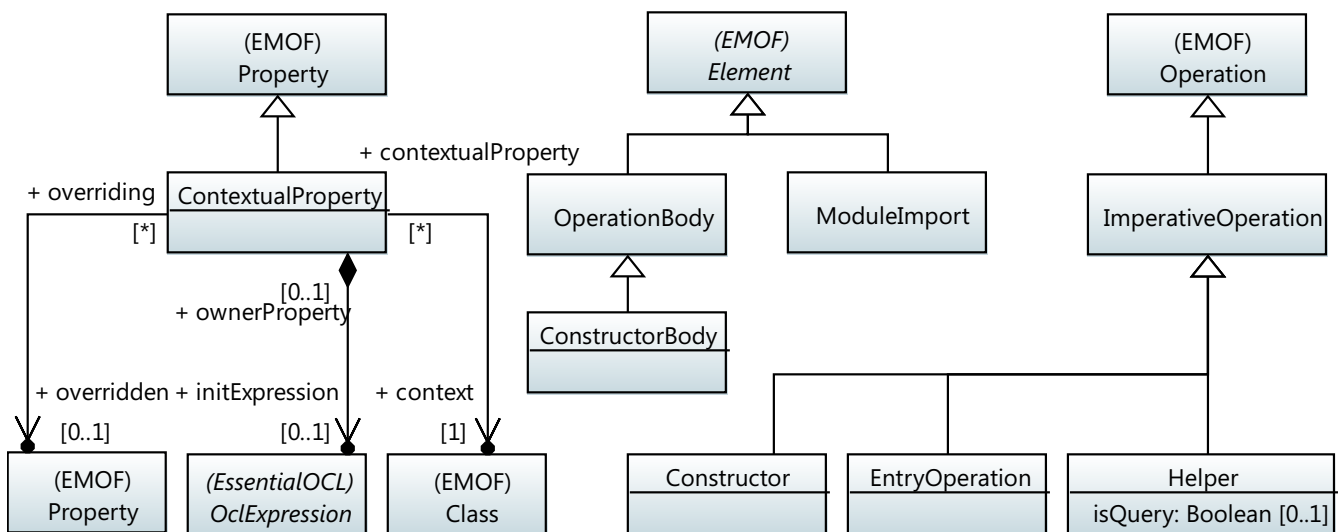 (EMOF)
Property
(EMOF)
Element
(EMOF)
Operation
+ contextualProperty
+ overriding
ContextualProperty
[*]
[*]
OperationBody
ModuleImport
ImperativeOperation
[0..1]
+ ownerProperty
ConstructorBody
+ overridden
+ initExpression
+ context
[0..1]
[0..1]
[1]
(EMOF)
Property
(EssentialOCL)
OclExpression
(EMOF)
Class
Constructor
EntryOperation
Helper
isQuery: Boolean [0..1]